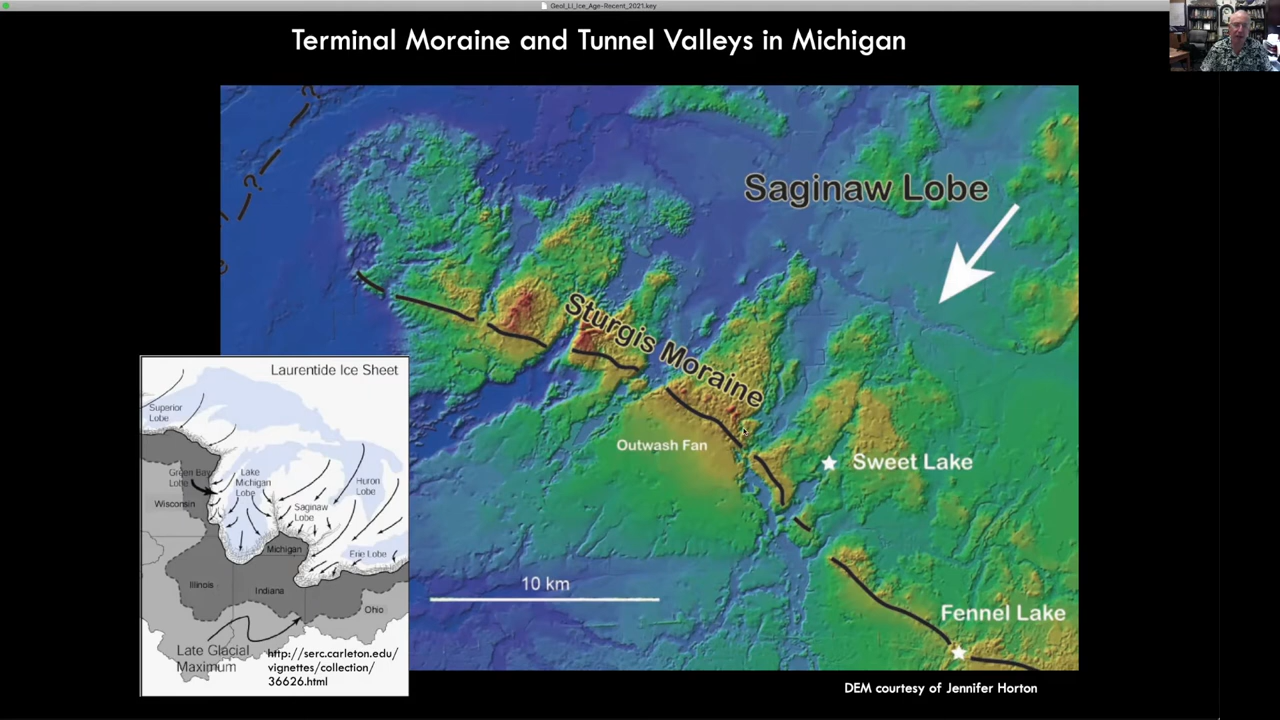 Geol_LI_Ice_Age-Recent_2021.key
Terminal Moraine and Tunnel Valleys in Michigan
?
?
Saginaw Lobe
Sturgis Moraine
Outwash Fan
Sweet Lake
10 km
Fennel Lake
Laurentide Ice Sheet
Superior
Lobe
Green Bay
Lobe
Lake
Michigan
Lobe
Huron
Lobe
Wisconsin
Saginaw
Lobe
Michigan
Erie Lobe
Illinois
Indiana
Ohio
Late Glacial
Maximum
http://serc.carleton.edu/
vignettes/collection/
36626.html
DEM courtesy of Jennifer Horton